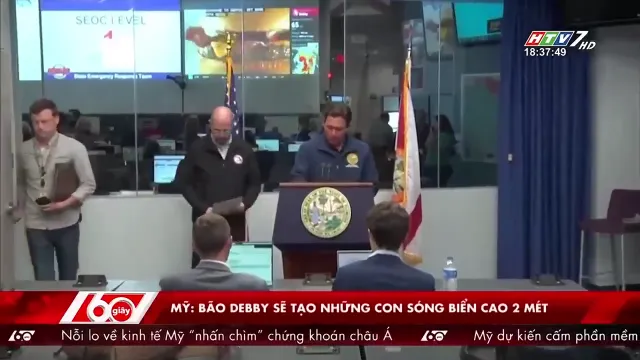 SEOC LEVEL
State Emergency Response Team
HTV7 HD
18:37:49
60 giây
MỸ: BÃO DEBBY SẼ TẠO NHỮNG CON SÓNG BIỂN CAO 2 MÉT
Nỗi lo về kinh tế Mỹ "nhấn chìm" chứng khoán châu Á 60 giây Mỹ dự kiến cấm phần mềm